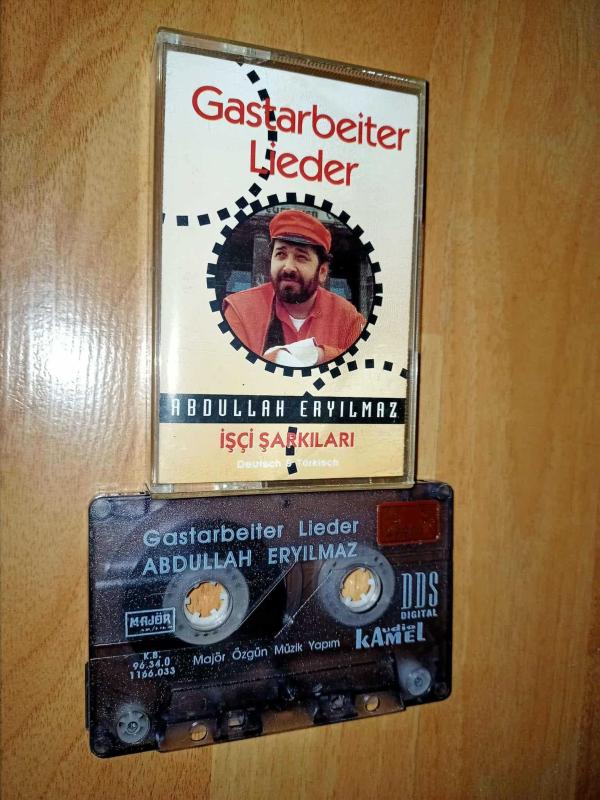 Gastarbeiter
Lieder
ABDULLAH ERYILMAZ
İŞÇİ ŞARKILARI
Deutsch & Türkisch
Gastarbeiter Lieder
ABDULLAH ERYILMAZ
MAJÖR
K.B.
96.34.0
1166.033
Majör Özgün Müzik Yapım
DDS
DIGITAL
Audio
KAMEL